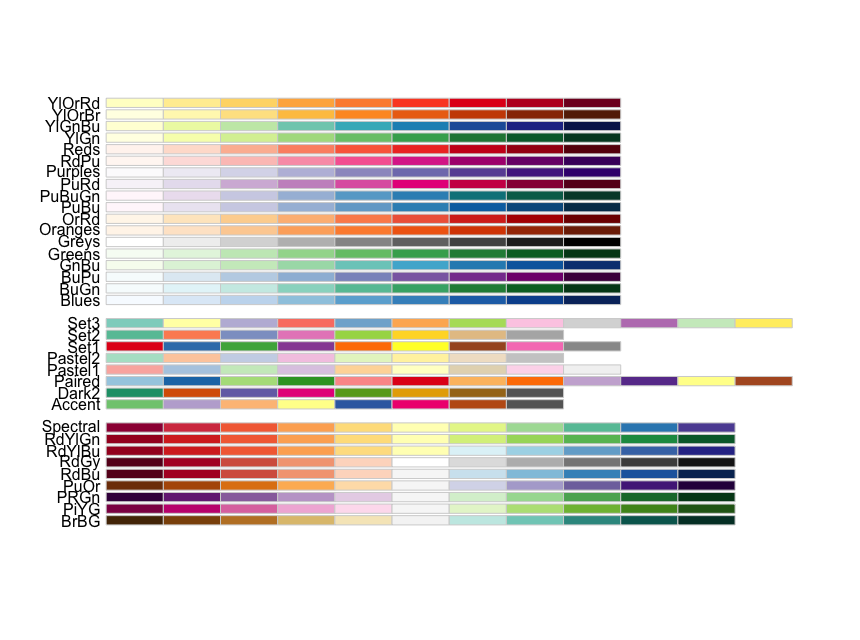 YlOrRd
YlOrBr
YlGnBu
YlGn
Reds
RdPu
Purples
PuRd
PuBuGn
PuBu
OrRd
Oranges
Greys
Greens
GnBu
BuPu
BuGn
Blues
Set3
Set2
Set1
Pastel2
Pastel1
Paired
Dark2
Accent
Spectral
RdYlGn
RdYlBu
RdGy
RdBu
PuOr
PRGn
PiYG
BrBG